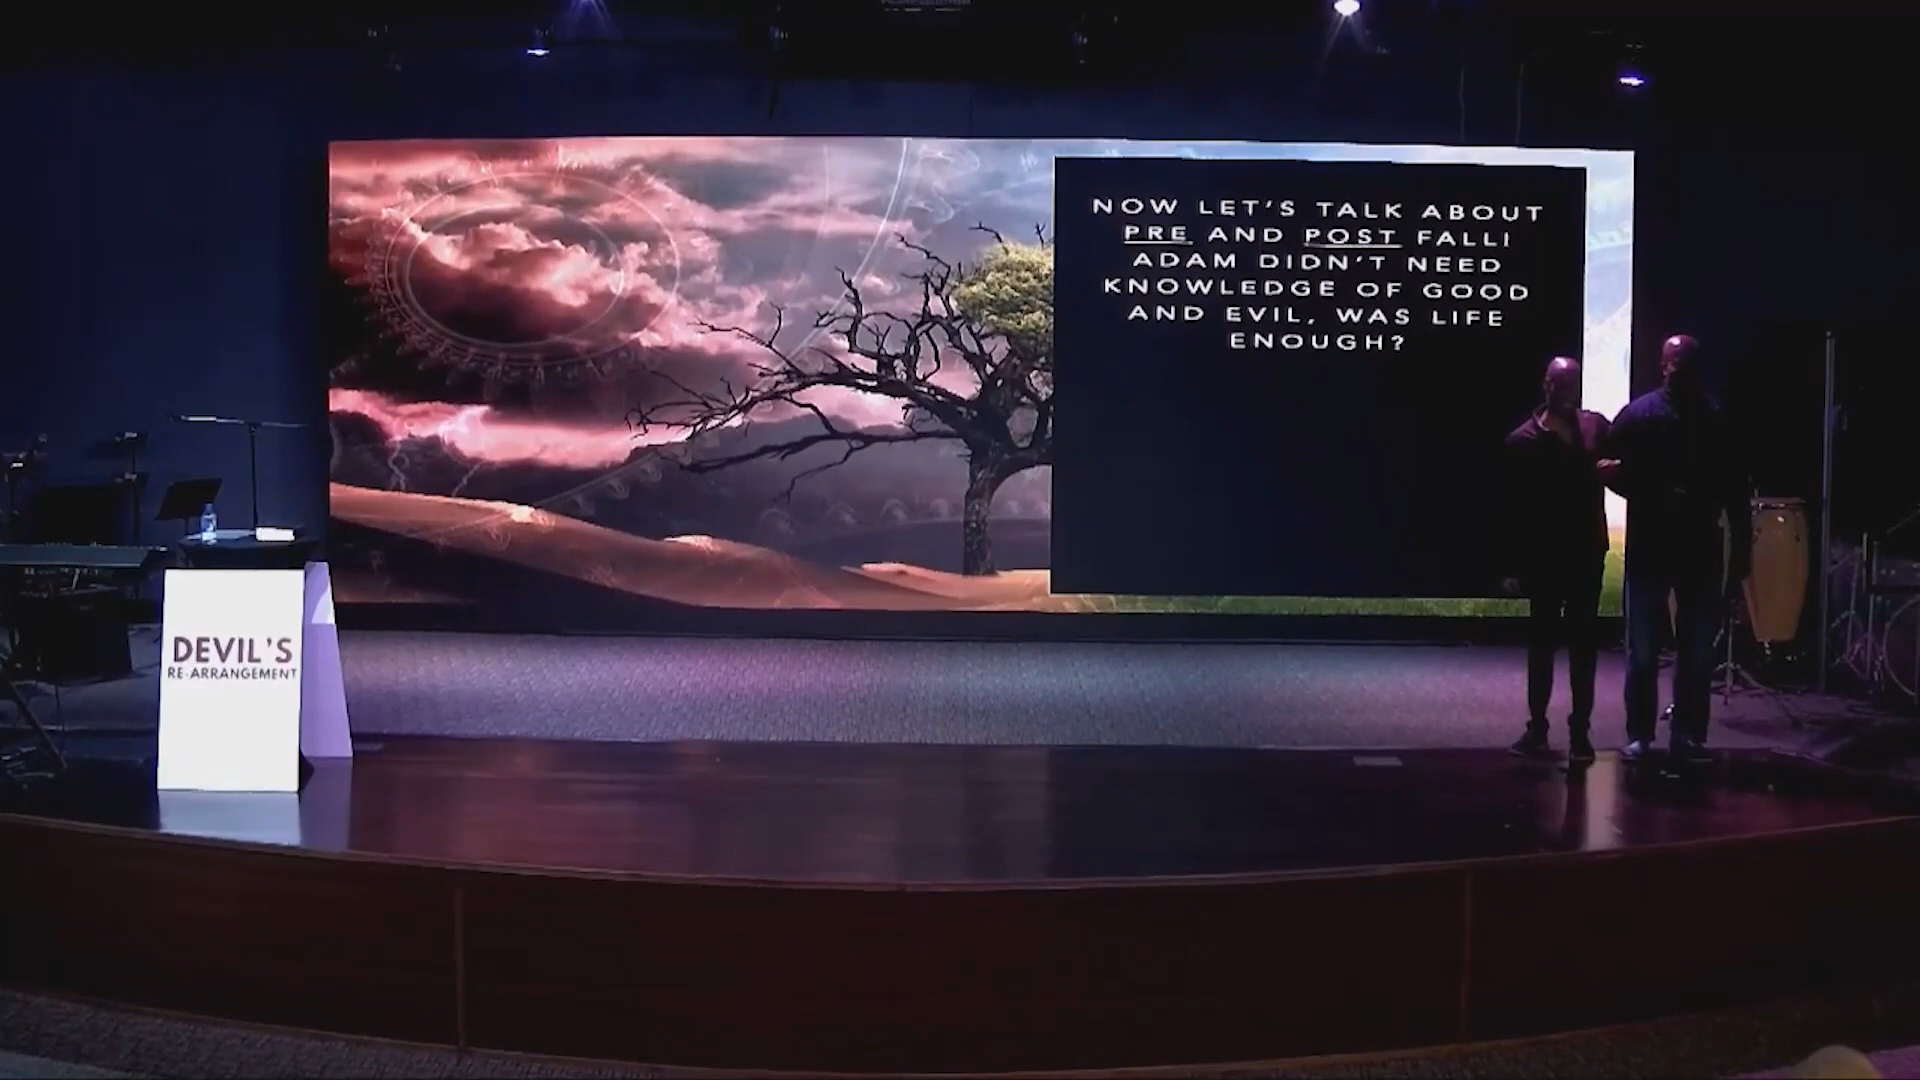 NOW LET'S TALK ABOUT
PRE AND POST FALL!
ADAM DIDN'T NEED
KNOWLEDGE OF GOOD
AND EVIL, WAS LIFE
ENOUGH?
DEVIL'S
RE-ARRANGEMENT